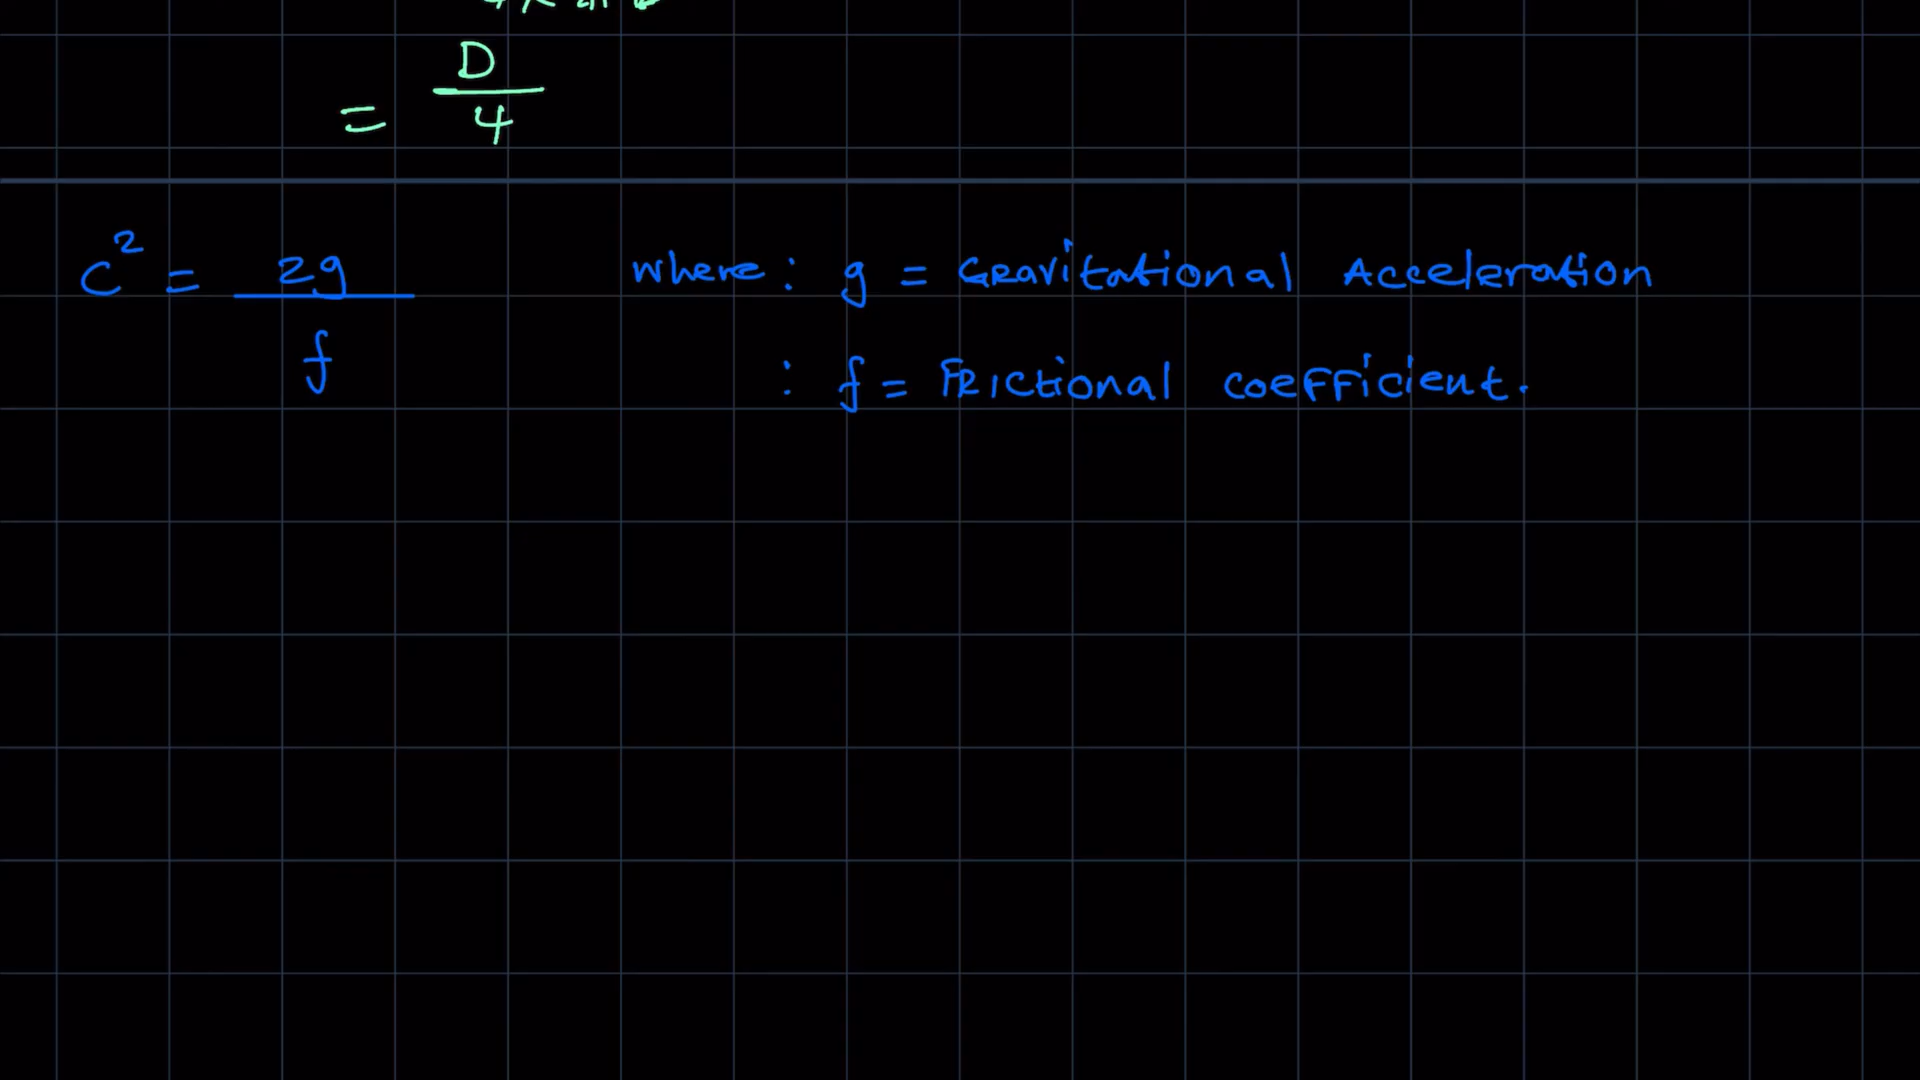 = D/4
C² = 2g/f where : g = Gravitational Acceleration
: f = Frictional coefficient.